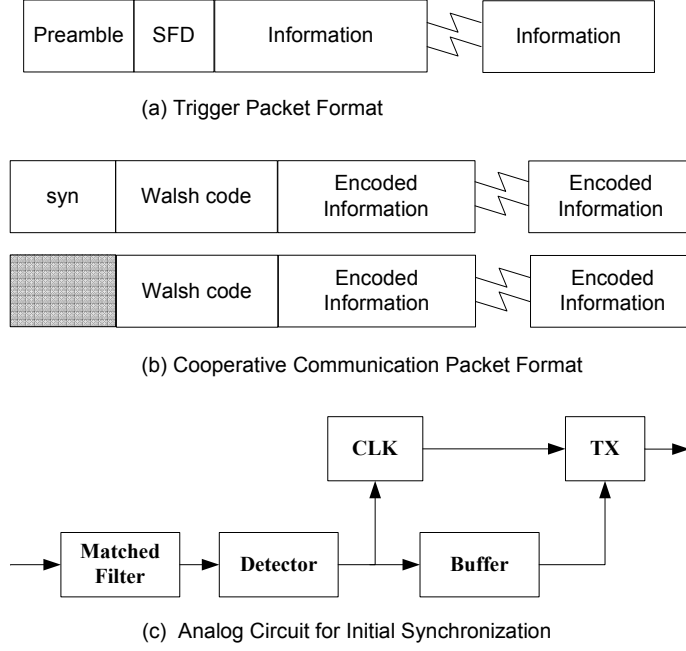 Preamble SFD Information Information
(a) Trigger Packet Format
syn Walsh code Encoded Information Encoded Information
Walsh code Encoded Information Encoded Information
(b) Cooperative Communication Packet Format
CLK TX
Matched Filter Detector Buffer
(c) Analog Circuit for Initial Synchronization